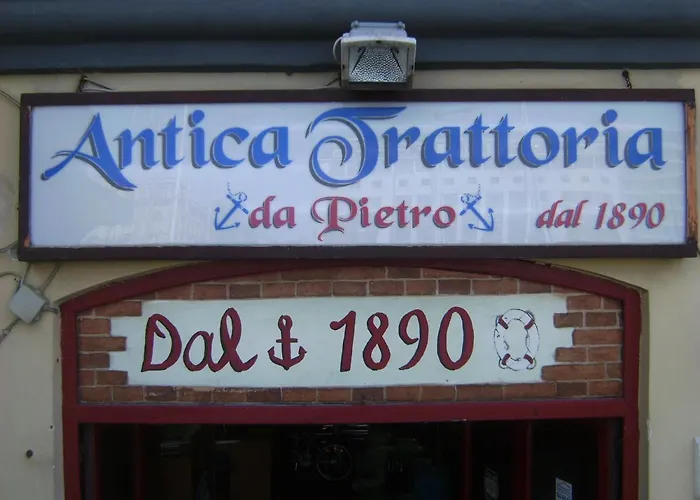 Antica Trattoria
da Pietro dal 1890
Dal 1890